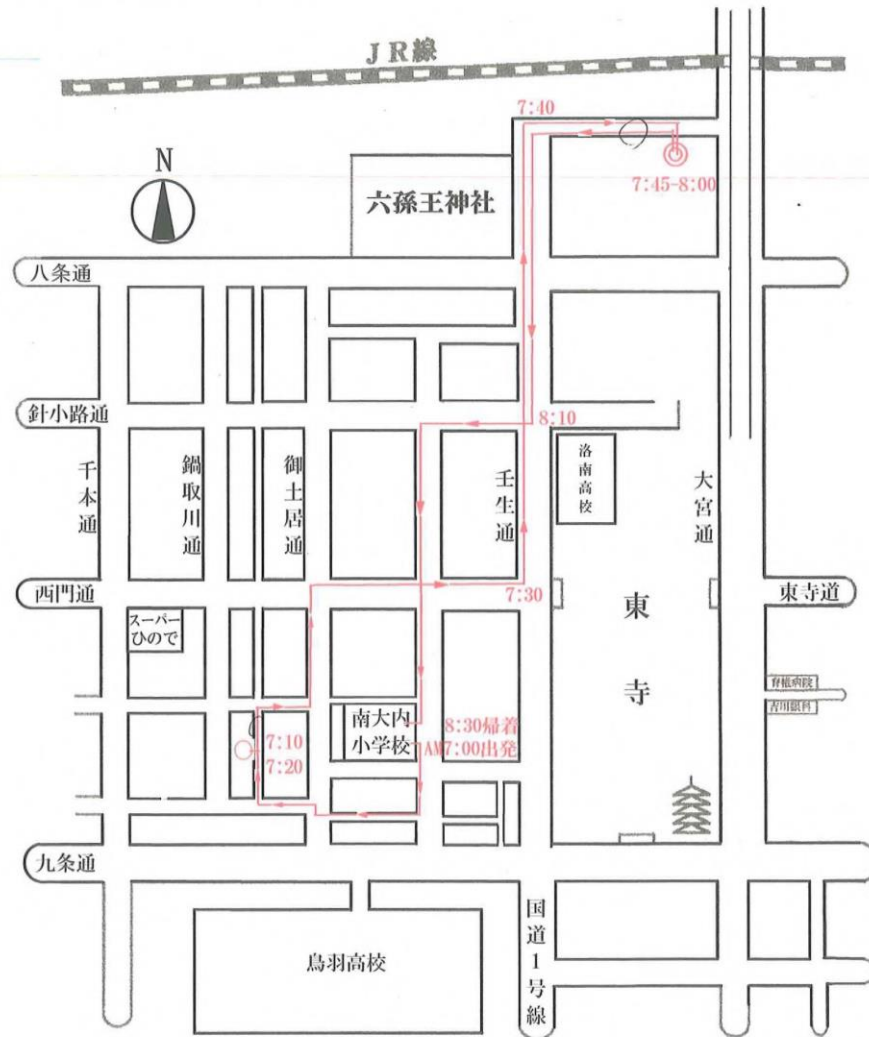 JR線
7:40
N
六孫王神社
7:45-8:00
八条通
針小路通
8:10
千本通
鍋取川通
御土居通
壬生通
洛南高校
大宮通
西門通
7:30
東寺
東寺道
スーパー
ひので
7:10
7:20
南大内
小学校
8:30帰着
AM7:00出発
吉川眼科
九条通
鳥羽高校
国道1号線